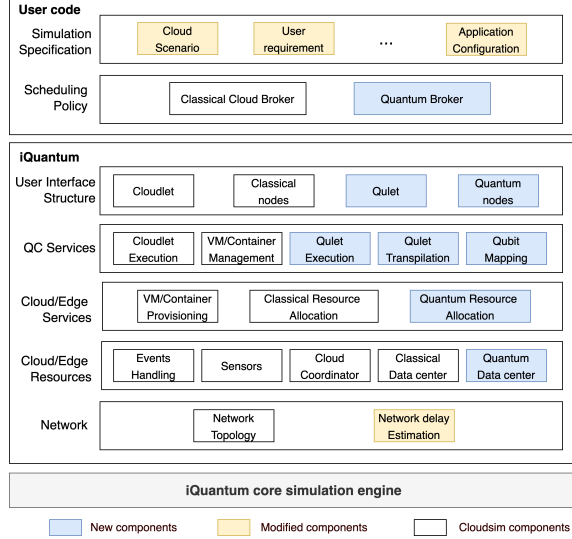 User code
Simulation
Specification
Cloud
Scenario
User
requirement
...
Application
Configuration
Scheduling
Policy
Classical Cloud Broker
Quantum Broker
iQuantum
User Interface
Structure
Cloudlet
Classical
nodes
Qulet
Quantum
nodes
QC Services
Cloudlet
Execution
VM/Container
Management
Qulet
Execution
Qulet
Transpilation
Qubit
Mapping
Cloud/Edge
Services
VM/Container
Provisioning
Classical Resource
Allocation
Quantum Resource
Allocation
Cloud/Edge
Resources
Events
Handling
Sensors
Cloud
Coordinator
Classical
Data center
Quantum
Data center
Network
Network
Topology
Network delay
Estimation
iQuantum core simulation engine
New components
Modified components
Cloudsim components